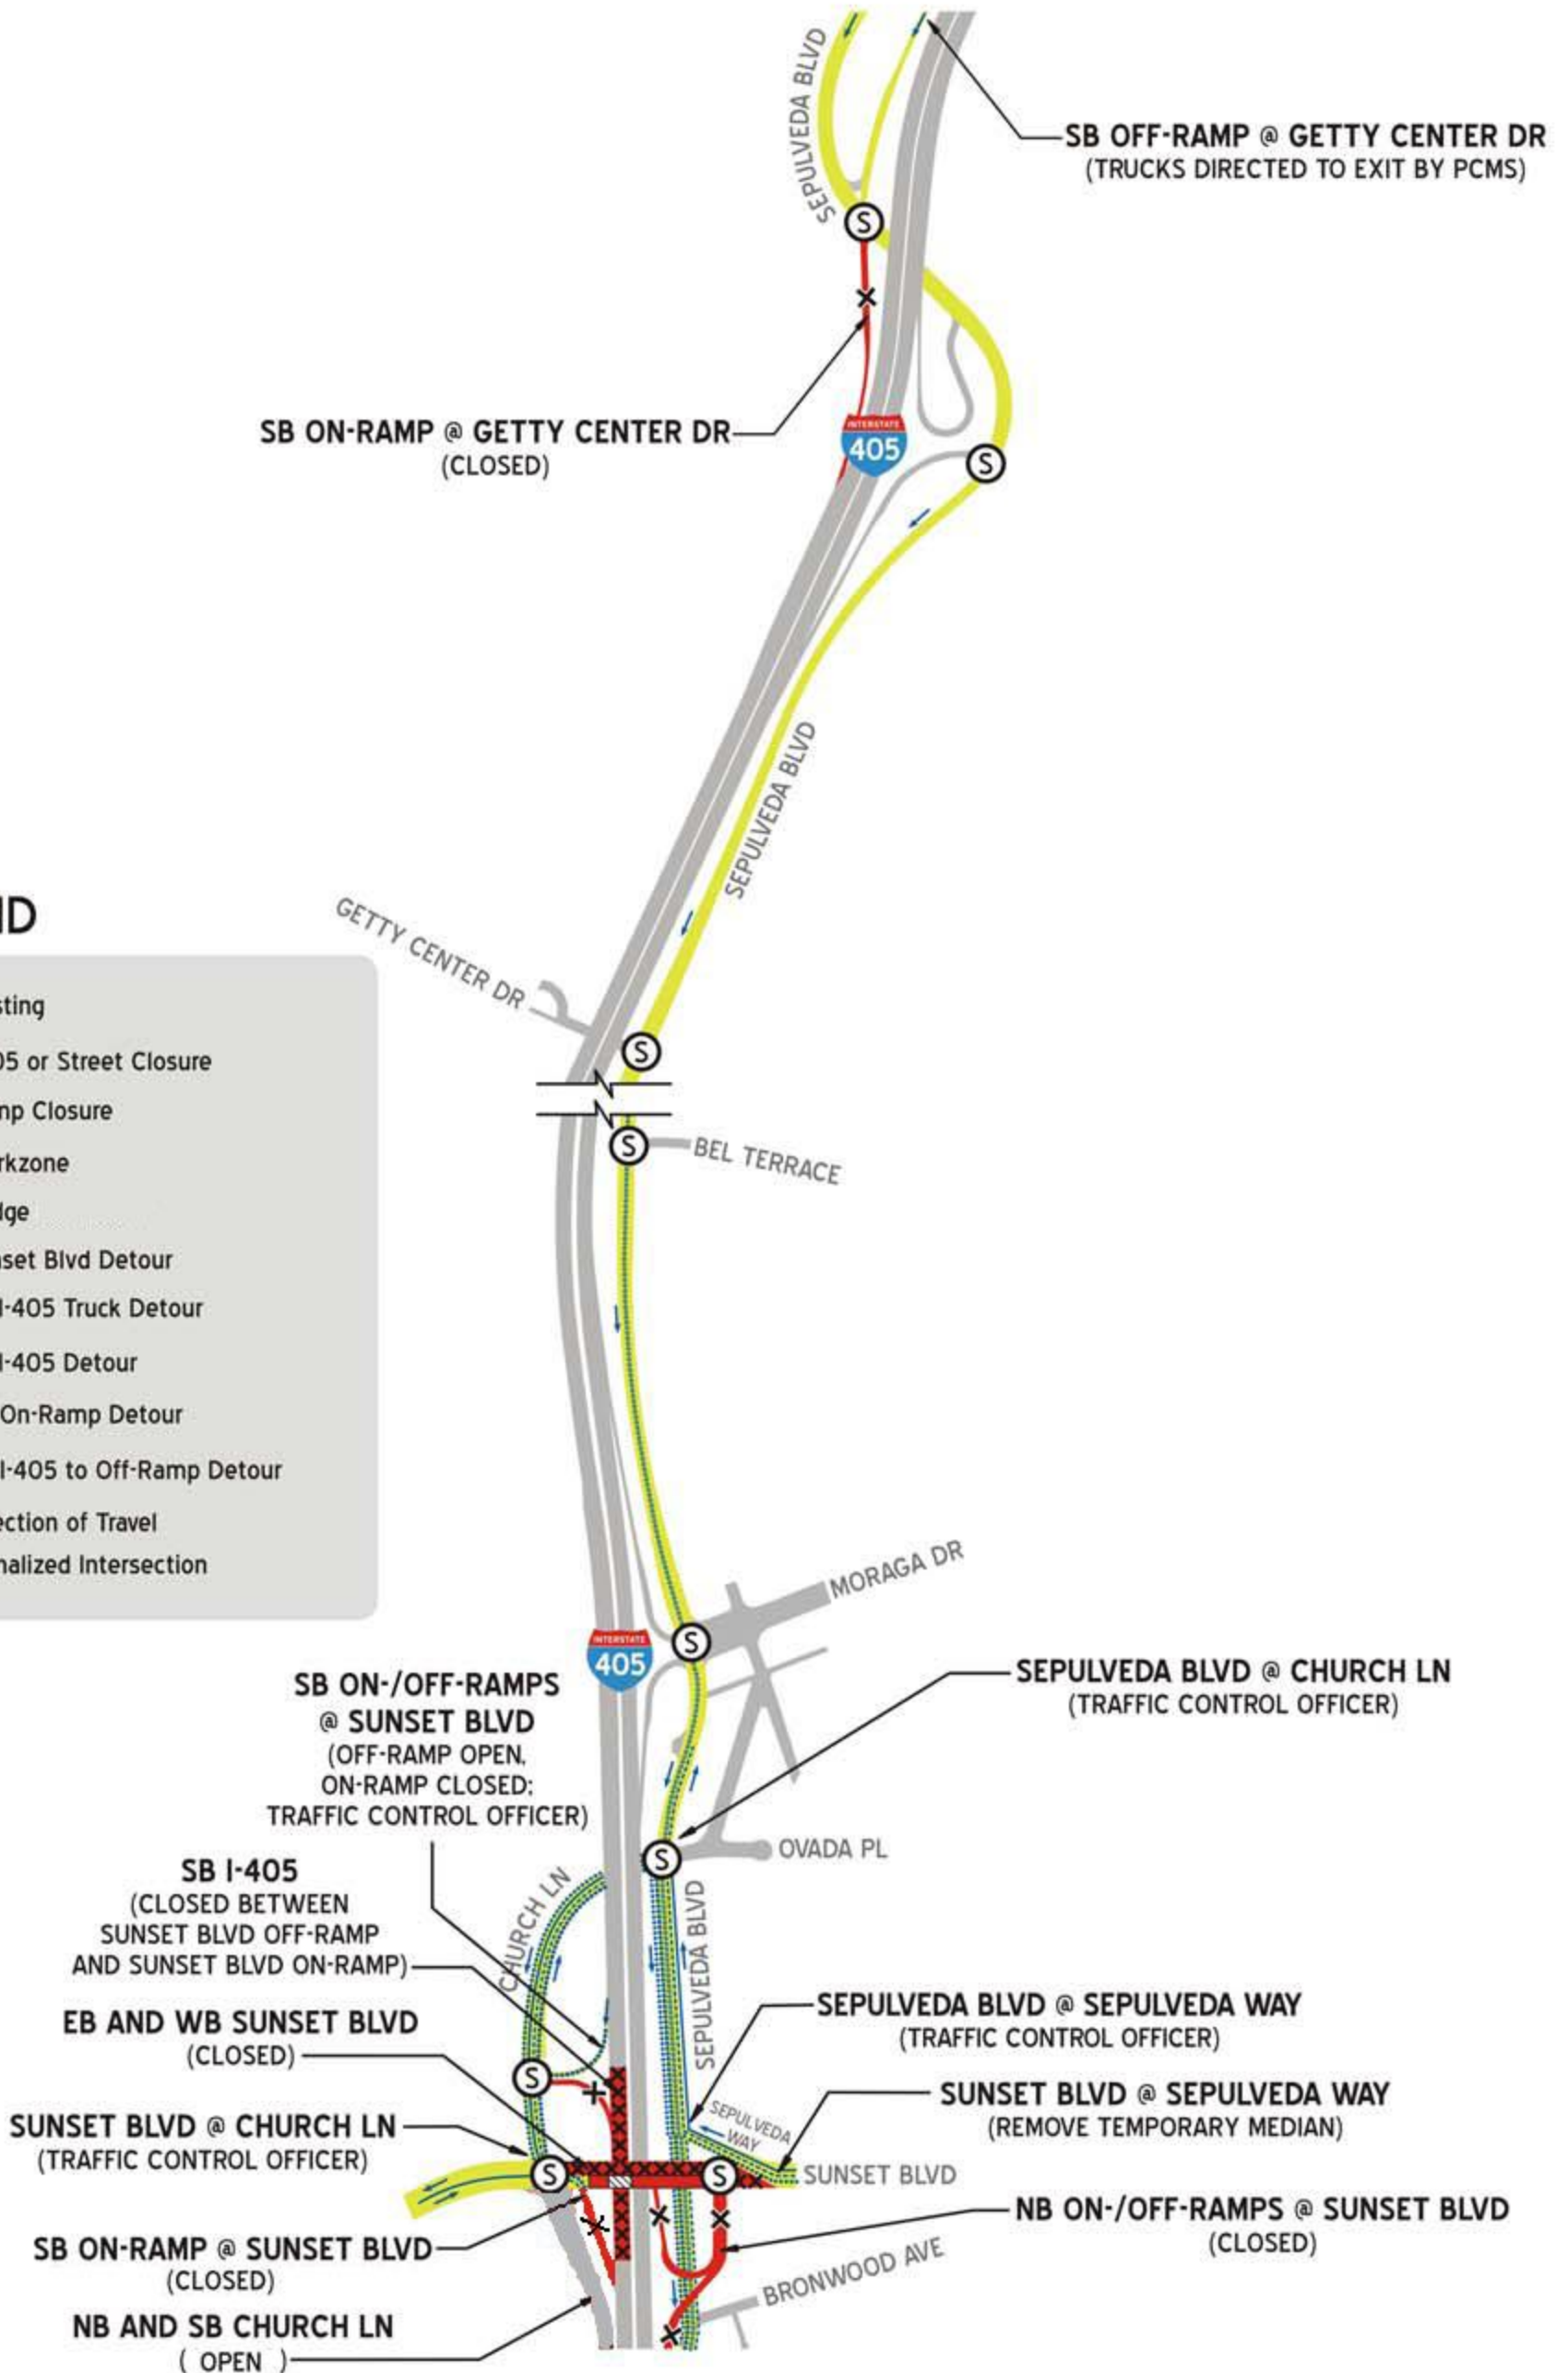 SEPULVEDA BLVD
SB OFF-RAMP @ GETTY CENTER DR
(TRUCKS DIRECTED TO EXIT BY PCMS)
S
SB ON-RAMP @ GETTY CENTER DR
(CLOSED)
INTERSTATE
405
S
SEPULVEDA BLVD
GETTY CENTER DR
S
S
BEL TERRACE
ND
sting
05 or Street Closure
mp Closure
rkzone
dge
nset Blvd Detour
I-405 Truck Detour
I-405 Detour
On-Ramp Detour
I-405 to Off-Ramp Detour
ection of Travel
nalized Intersection
MORAGA DR
S
INTERSTATE
405
SB ON-/OFF-RAMPS
@ SUNSET BLVD
(OFF-RAMP OPEN,
ON-RAMP CLOSED;
TRAFFIC CONTROL OFFICER)
SEPULVEDA BLVD @ CHURCH LN
(TRAFFIC CONTROL OFFICER)
S
OVADA PL
SB I-405
(CLOSED BETWEEN
SUNSET BLVD OFF-RAMP
AND SUNSET BLVD ON-RAMP)
CHURCH LN
SEPULVEDA BLVD
SEPULVEDA BLVD @ SEPULVEDA WAY
(TRAFFIC CONTROL OFFICER)
EB AND WB SUNSET BLVD
(CLOSED)
S
SUNSET BLVD @ SEPULVEDA WAY
(REMOVE TEMPORARY MEDIAN)
SEPULVEDA
WAY
SUNSET BLVD @ CHURCH LN
(TRAFFIC CONTROL OFFICER)
S
S
SUNSET BLVD
NB ON-/OFF-RAMPS @ SUNSET BLVD
(CLOSED)
SB ON-RAMP @ SUNSET BLVD
(CLOSED)
BRONWOOD AVE
NB AND SB CHURCH LN
( OPEN )